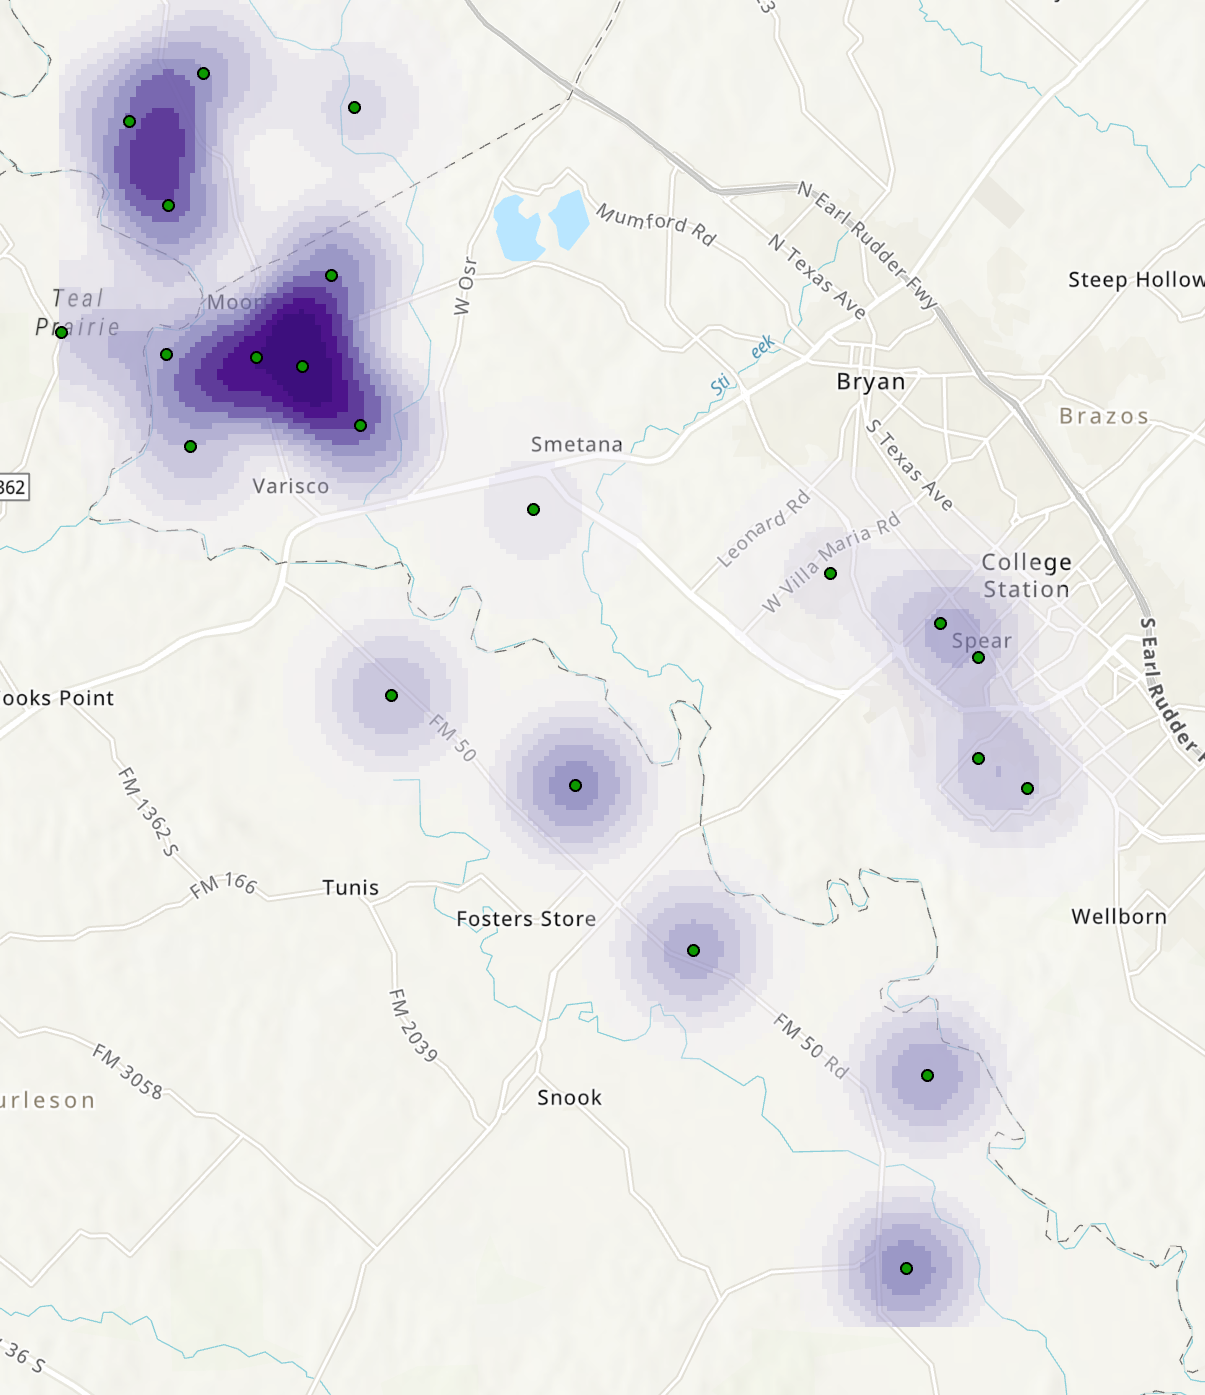 N Earl Rudder Fwy
Mumford Rd
N Texas Ave
Steep Hollow
W Osr
Teal
Prairie
Moor
eek
Sti
Bryan
Brazos
S Texas Ave
Smetana
Varisco
362
Leonard Rd
W Villa Maria Rd
College
Station
Spear
S Earl Rudder F
ooks Point
FM 50
FM 1362 S
FM 166
Tunis
Fosters Store
Wellborn
FM 2039
FM 50 Rd
FM 3058
urleson
Snook
36 S